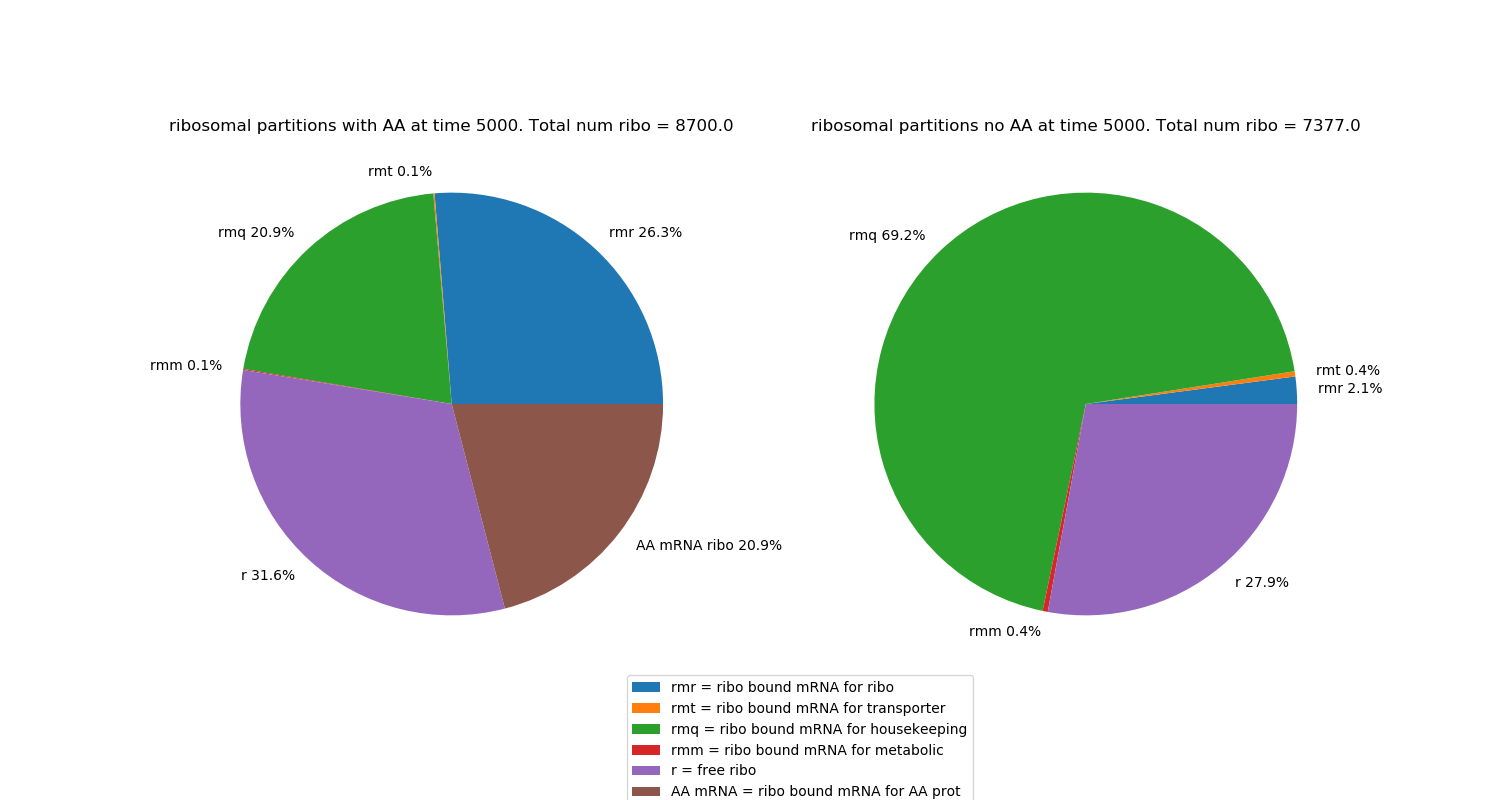 ribosomal partitions with AA at time 5000. Total num ribo = 8700.0
rmt 0.1%
rmq 20.9%
rmr 26.3%
rmm 0.1%
r 31.6%
AA mRNA ribo 20.9%
ribosomal partitions no AA at time 5000. Total num ribo = 7377.0
rmq 69.2%
rmt 0.4%
rmr 2.1%
r 27.9%
rmm 0.4%
rmr = ribo bound mRNA for ribo
rmt = ribo bound mRNA for transporter
rmq = ribo bound mRNA for housekeeping
rmm = ribo bound mRNA for metabolic
r = free ribo
AA mRNA = ribo bound mRNA for AA prot